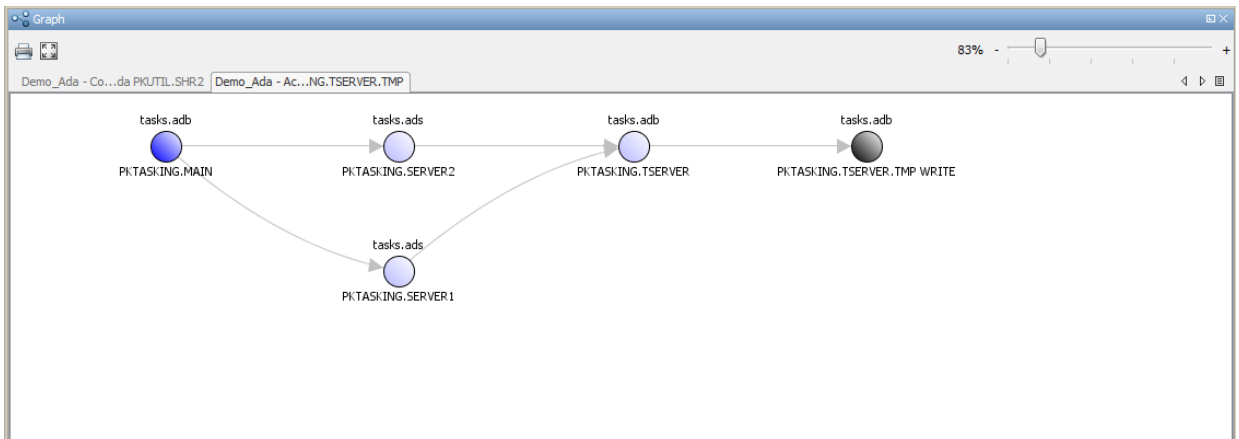 Graph
83% - +
Demo_Ada - Co...da PKUTIL.SHR2 Demo_Ada - Ac...NG.TSERVER.TMP
tasks.adb tasks.ads tasks.adb tasks.adb
PKTASKING.MAIN PKTASKING.SERVER2 PKTASKING.TSERVER PKTASKING.TSERVER.TMP WRITE
tasks.ads
PKTASKING.SERVER1